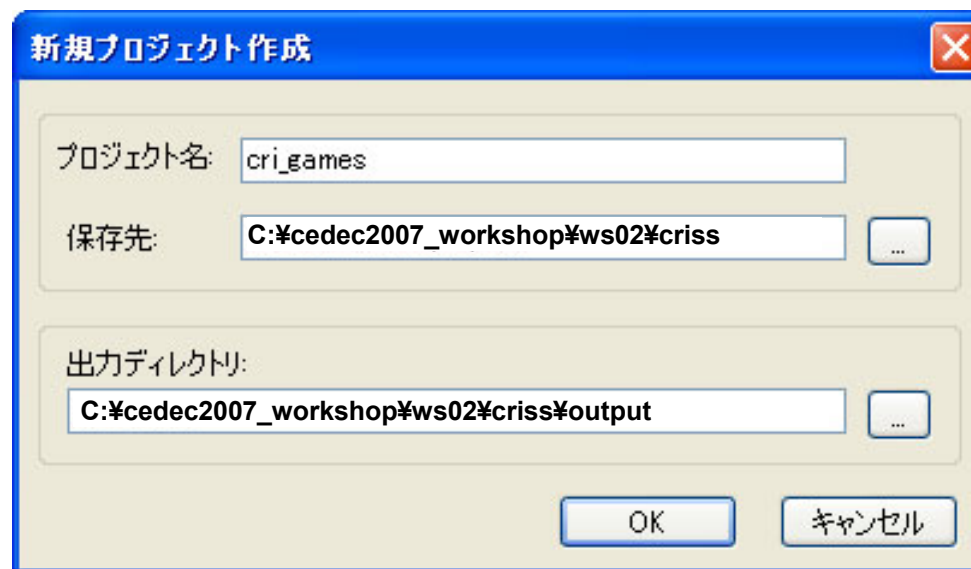 新規プロジェクト作成
プロジェクト名: cri_games
保存先: C:¥cedec2007_workshop¥ws02¥criss ...
出力ディレクトリ:
C:¥cedec2007_workshop¥ws02¥criss¥output ...
OK キャンセル